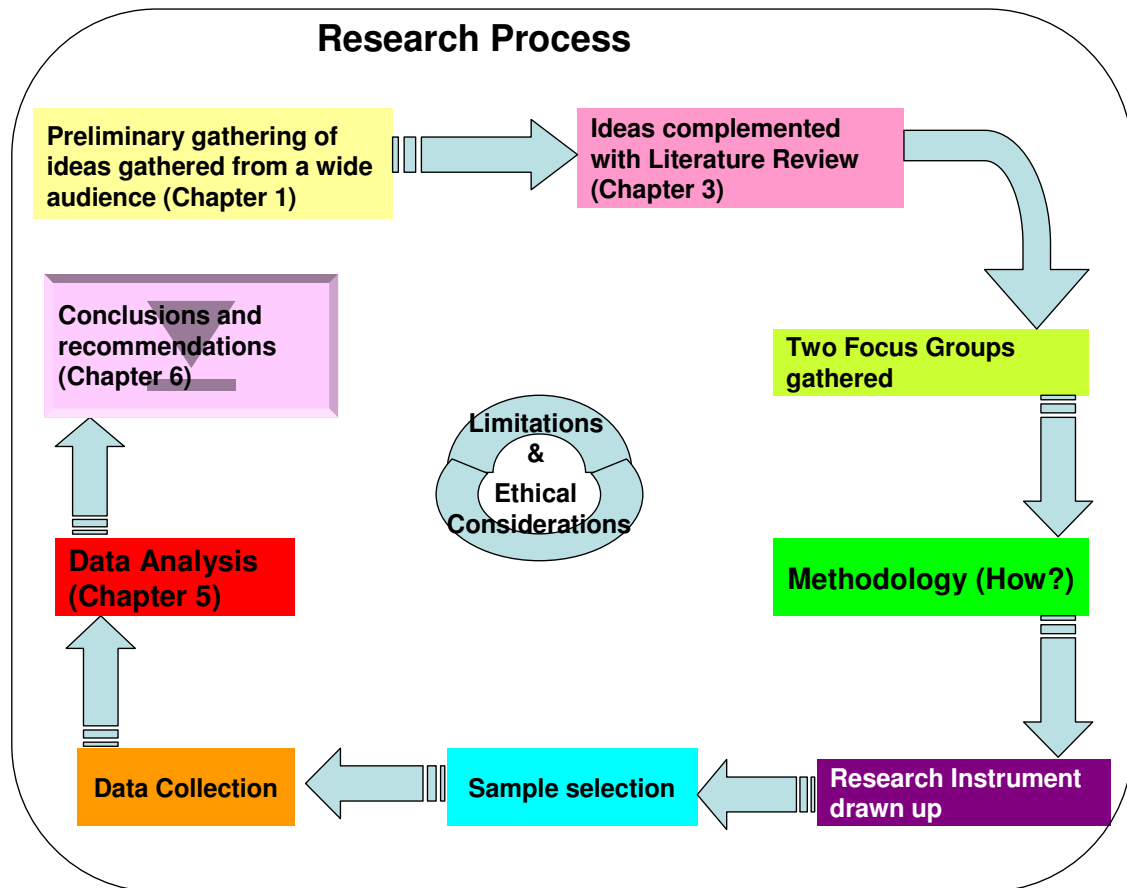 Research Process
Preliminary gathering of
ideas gathered from a wide
audience (Chapter 1)
Ideas complemented
with Literature Review
(Chapter 3)
Two Focus Groups
gathered
Methodology (How?)
Research Instrument
drawn up
Sample selection
Data Collection
Data Analysis
(Chapter 5)
Conclusions and
recommendations
(Chapter 6)
Limitations
&
Ethical
Considerations